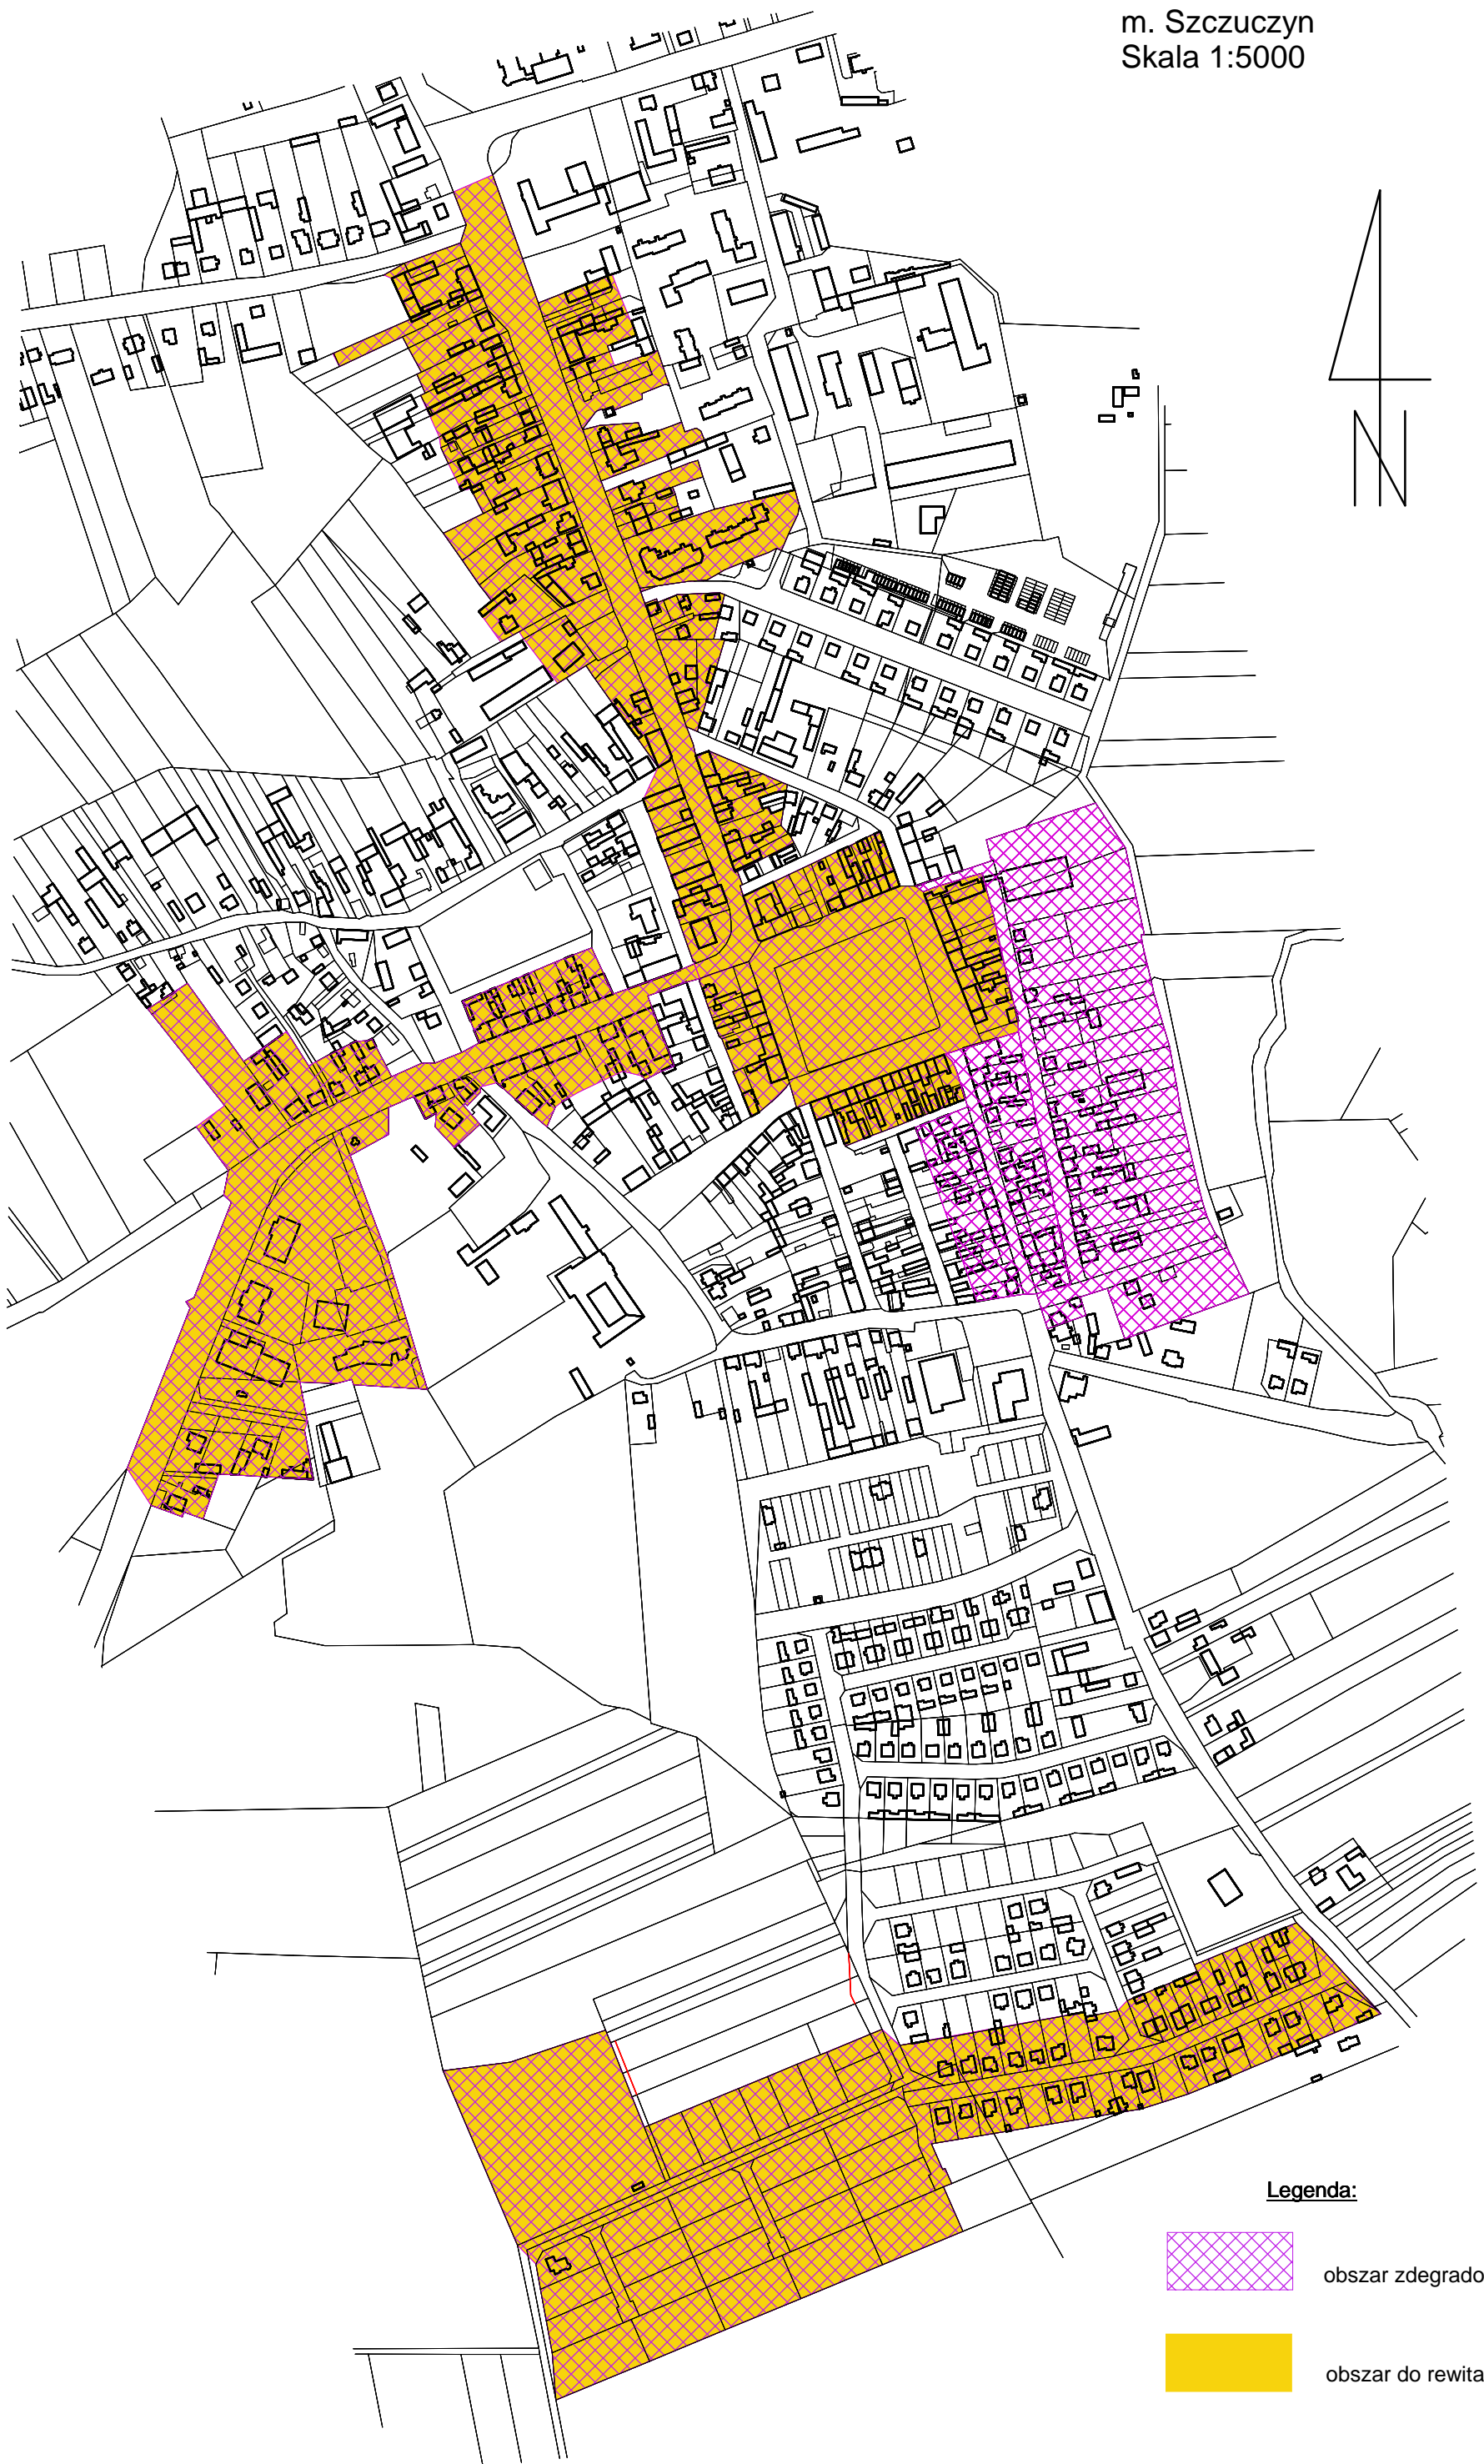 m. Szczuczyn
Skala 1:5000
N
Legenda:
obszar zdegrado
obszar do rewita